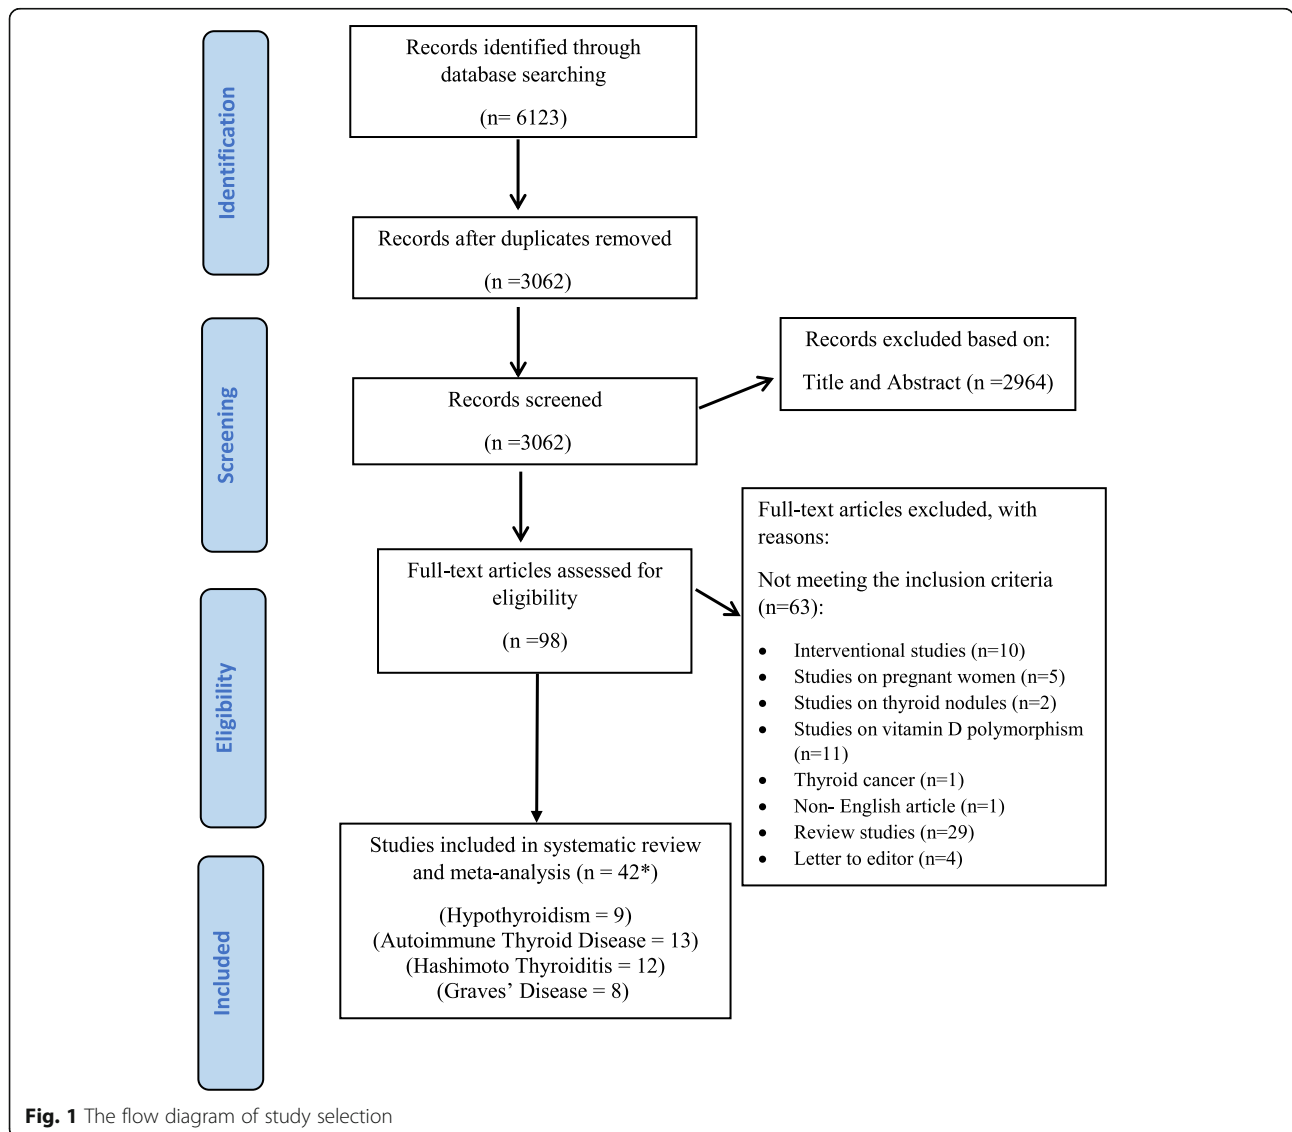 Identification
Records identified through
database searching
(n= 6123)
Records after duplicates removed
(n =3062)
Screening
Records screened
(n =3062)
Records excluded based on:
Title and Abstract (n =2964)
Eligibility
Full-text articles assessed for
eligibility
(n =98)
Full-text articles excluded, with
reasons:
Not meeting the inclusion criteria
(n=63):
• Interventional studies (n=10)
• Studies on pregnant women (n=5)
• Studies on thyroid nodules (n=2)
• Studies on vitamin D polymorphism
(n=11)
• Thyroid cancer (n=1)
• Non- English article (n=1)
• Review studies (n=29)
• Letter to editor (n=4)
Included
Studies included in systematic review
and meta-analysis (n = 42*)
(Hypothyroidism = 9)
(Autoimmune Thyroid Disease = 13)
(Hashimoto Thyroiditis = 12)
(Graves’ Disease = 8)
Fig. 1 The flow diagram of study selection